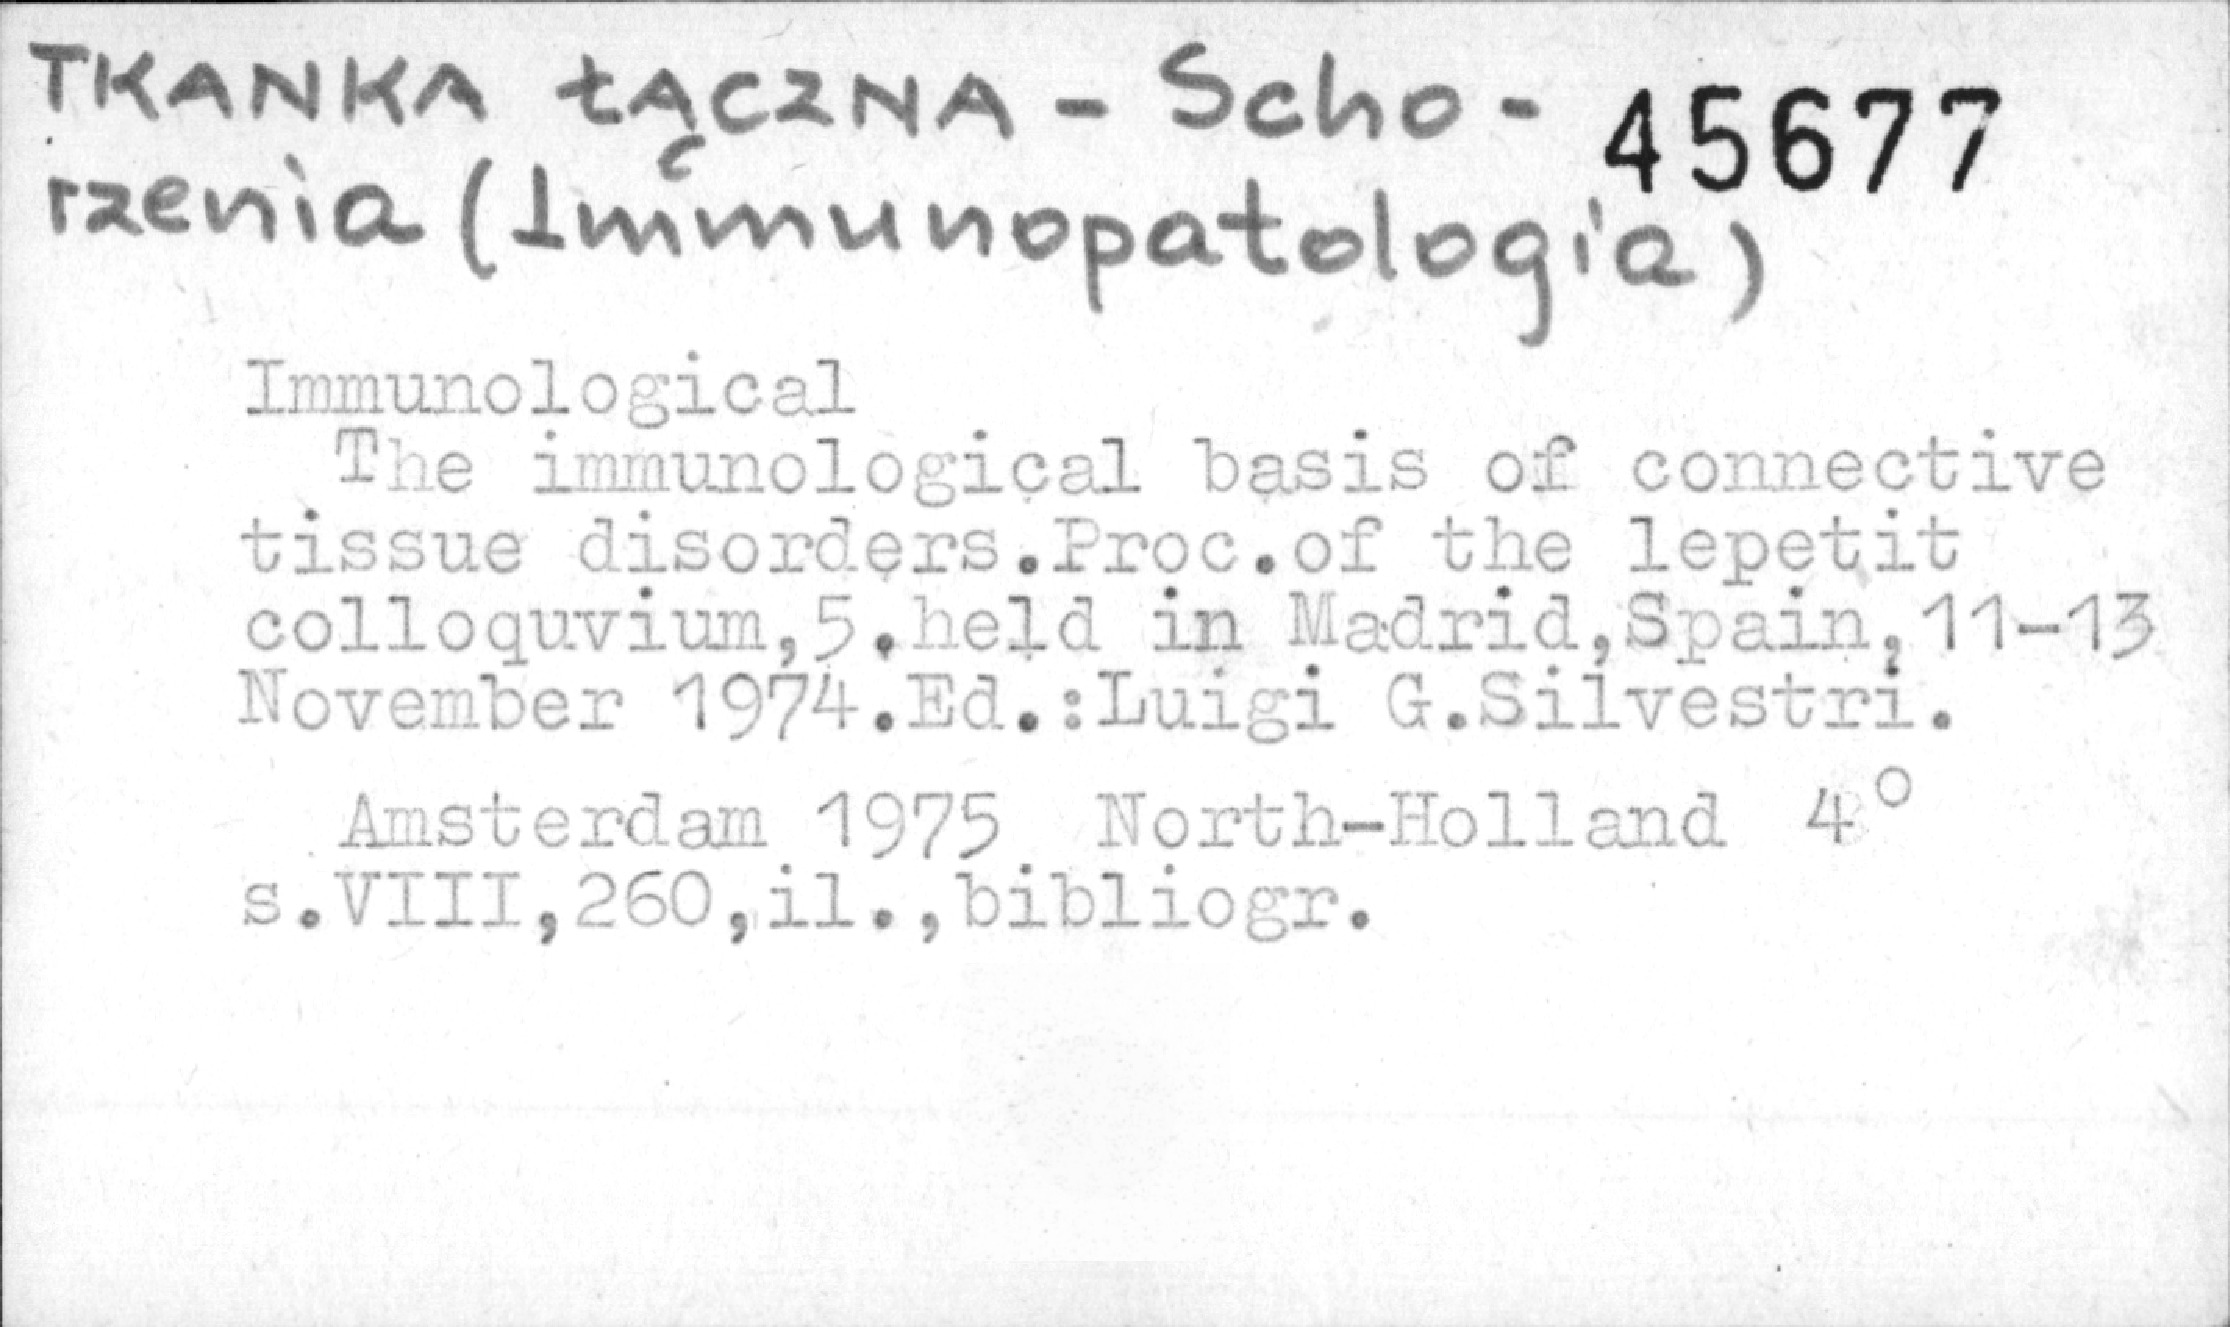 TKANKA ŁĄCZNA - Scho- 45677
rzenia (Immunopatologia)
Immunological
The immunological basis of connective
tissue disorders.Proc.of the lepetit
colloquvium,5.held in Madrid,Spain,11-13
November 1974.Ed.:Luigi G.Silvestri.
Amsterdam 1975 North-Holland 4°
s.VIII,260,il.,bibliogr.